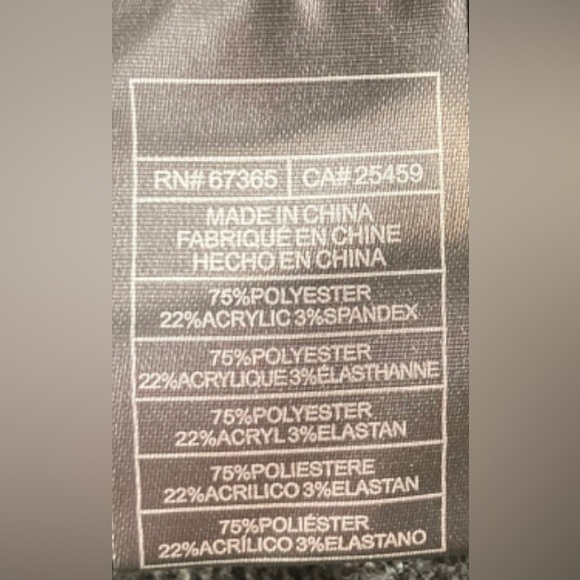 RN# 67365 CA# 25459
MADE IN CHINA
FABRIQUÉ EN CHINE
HECHO EN CHINA
75%POLYESTER
22%ACRYLIC 3%SPANDEX
75%POLYESTER
22%ACRYLIQUE 3%ÉLASTHANNE
75%POLYESTER
22%ACRYL 3%ELASTAN
75%POLIESTERE
22%ACRILICO 3%ELASTAN
75%POLIÉSTER
22%ACRÍLICO 3%ELASTANO